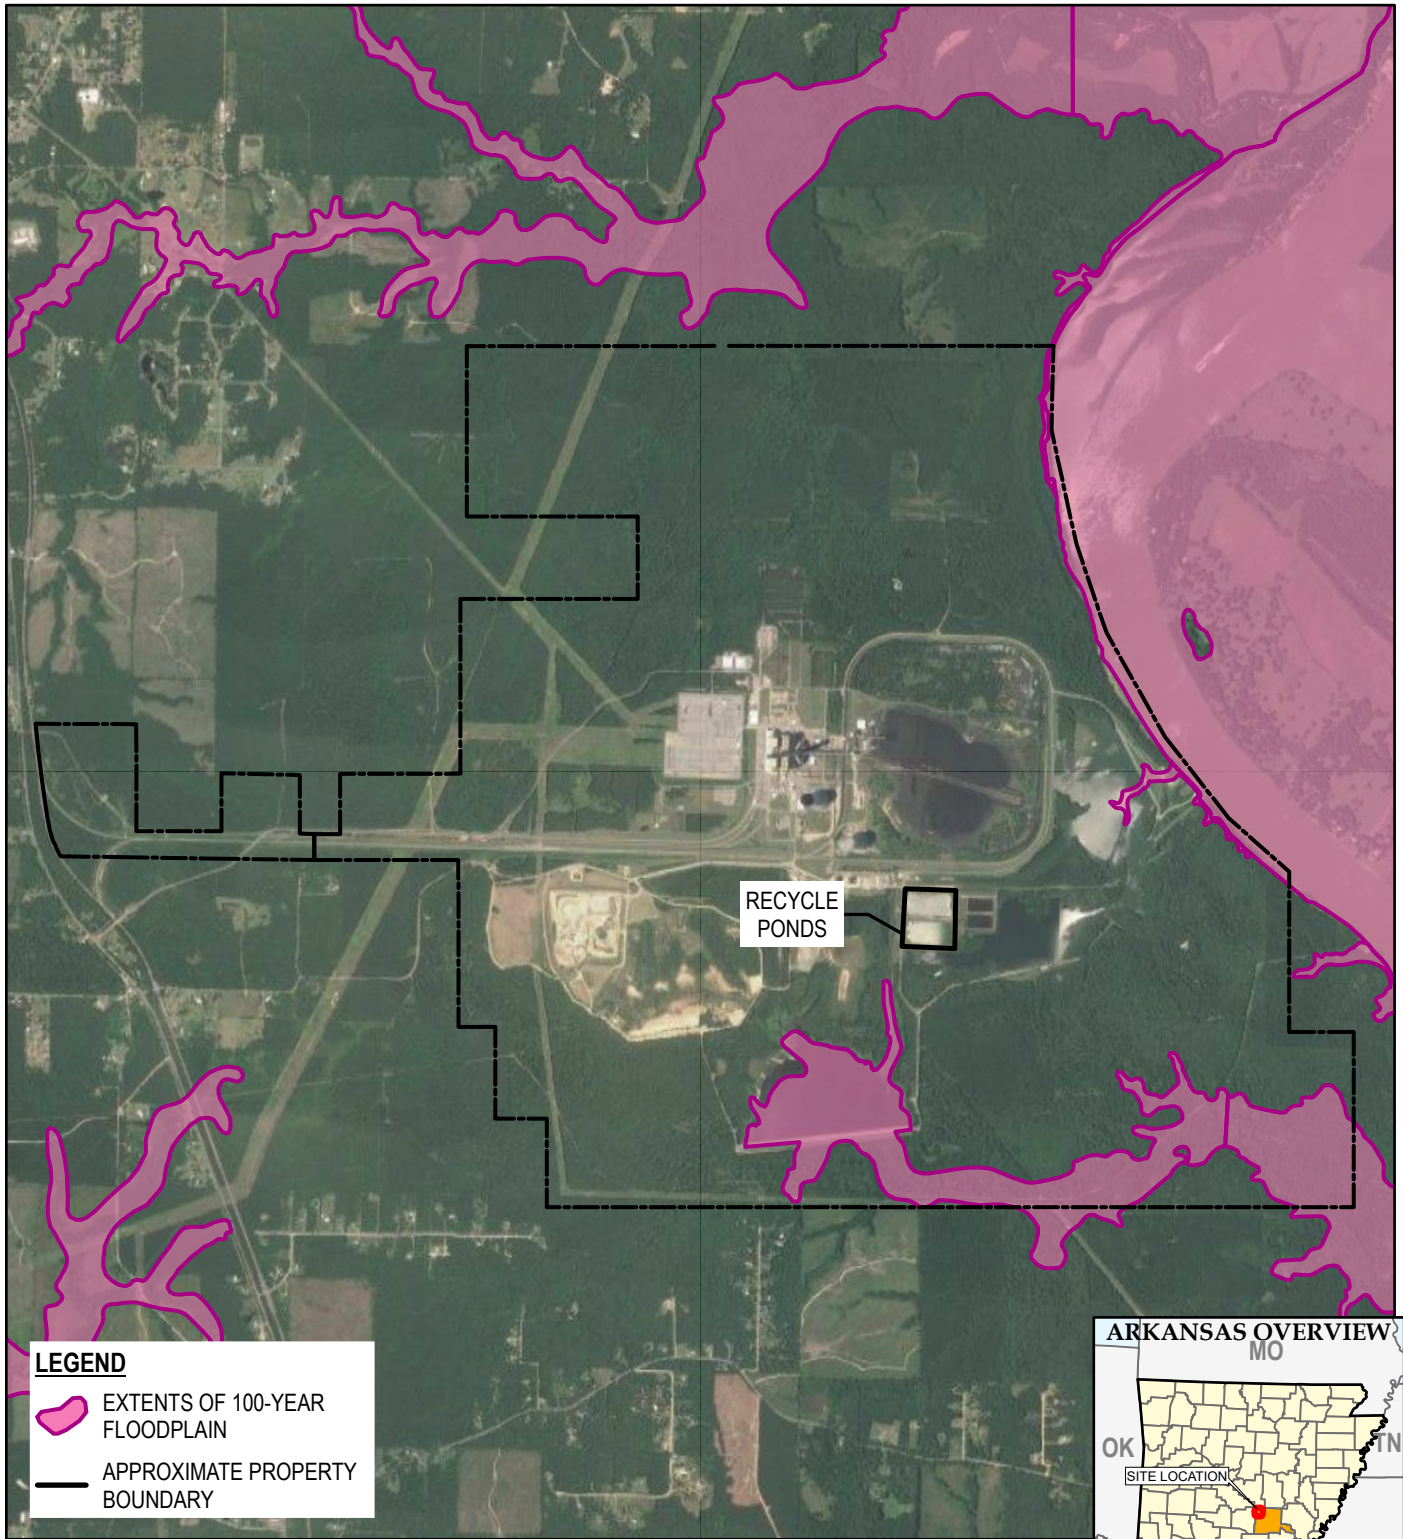 RECYCLE
PONDS
LEGEND
EXTENTS OF 100-YEAR
FLOODPLAIN
APPROXIMATE PROPERTY
BOUNDARY
ARKANSAS OVERVIEW
MO
OK
TN
SITE LOCATION